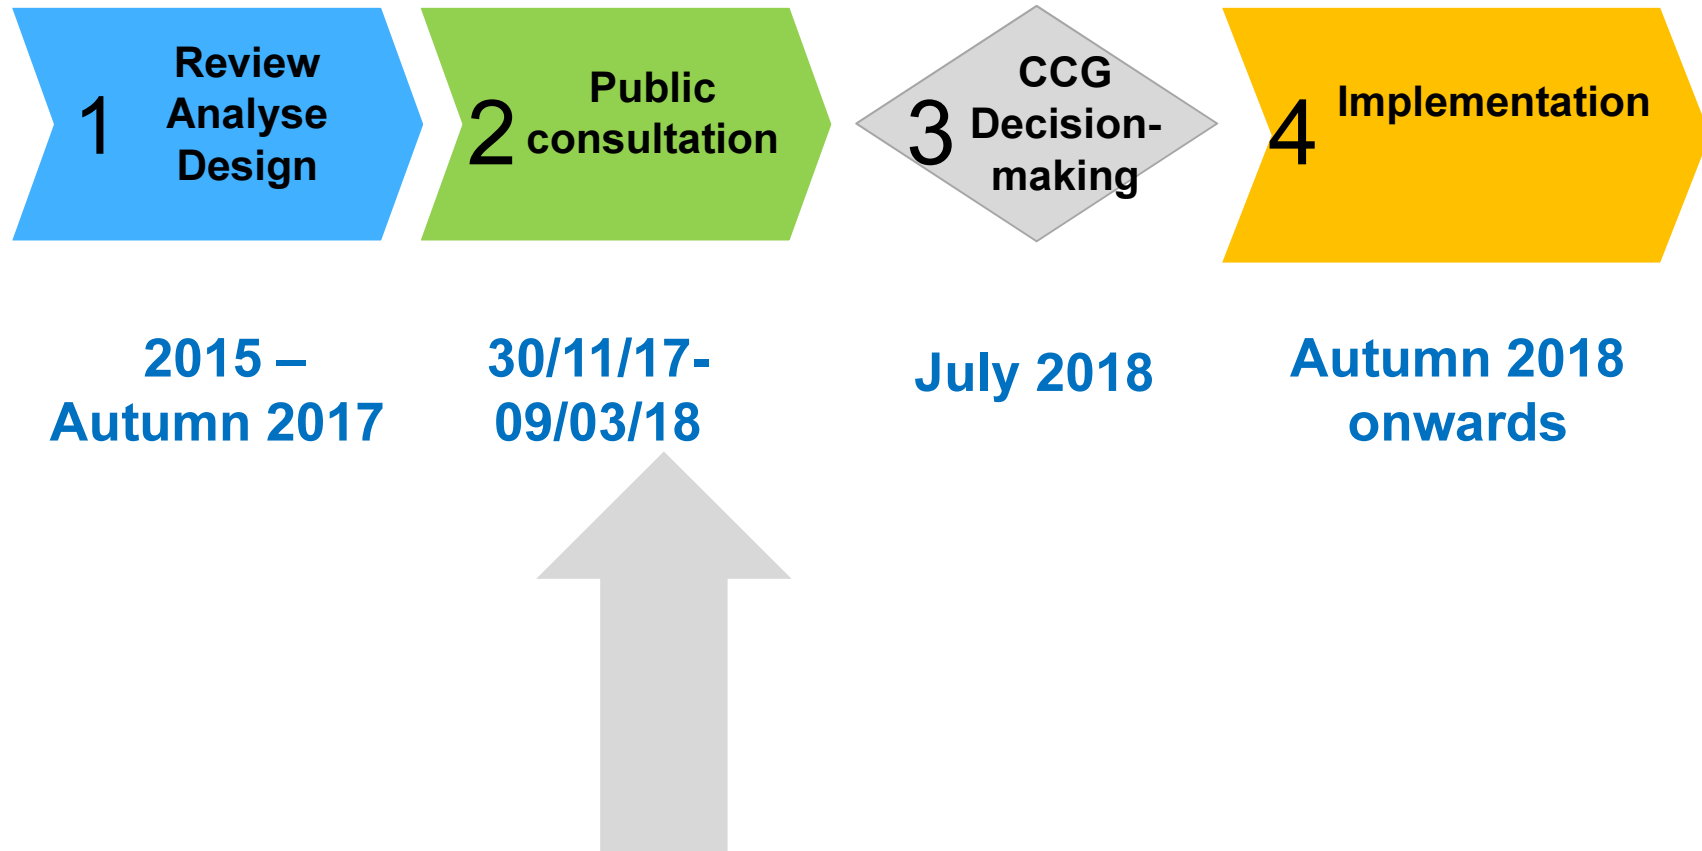 1
Review
Analyse
Design
2
Public
consultation
3
CCG
Decision-
making
4
Implementation
2015 –
Autumn 2017
30/11/17-
09/03/18
July 2018
Autumn 2018
onwards